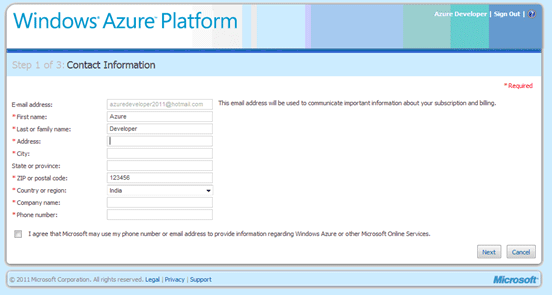 Windows Azure Platform
Azure Developer | Sign Out | ?
Step 1 of 3: Contact Information
* Required
E-mail address: azuredeveloper2011@hotmail.com This email address will be used to communicate important information about your subscription and billing.
* First name: Azure
* Last or family name: Developer
* Address:
* City:
State or province:
* ZIP or postal code: 123456
* Country or region: India
* Company name:
* Phone number:
I agree that Microsoft may use my phone number or email address to provide information regarding Windows Azure or other Microsoft Online Services.
Next Cancel
© 2011 Microsoft Corporation. All rights reserved. Legal | Privacy | Support Microsoft